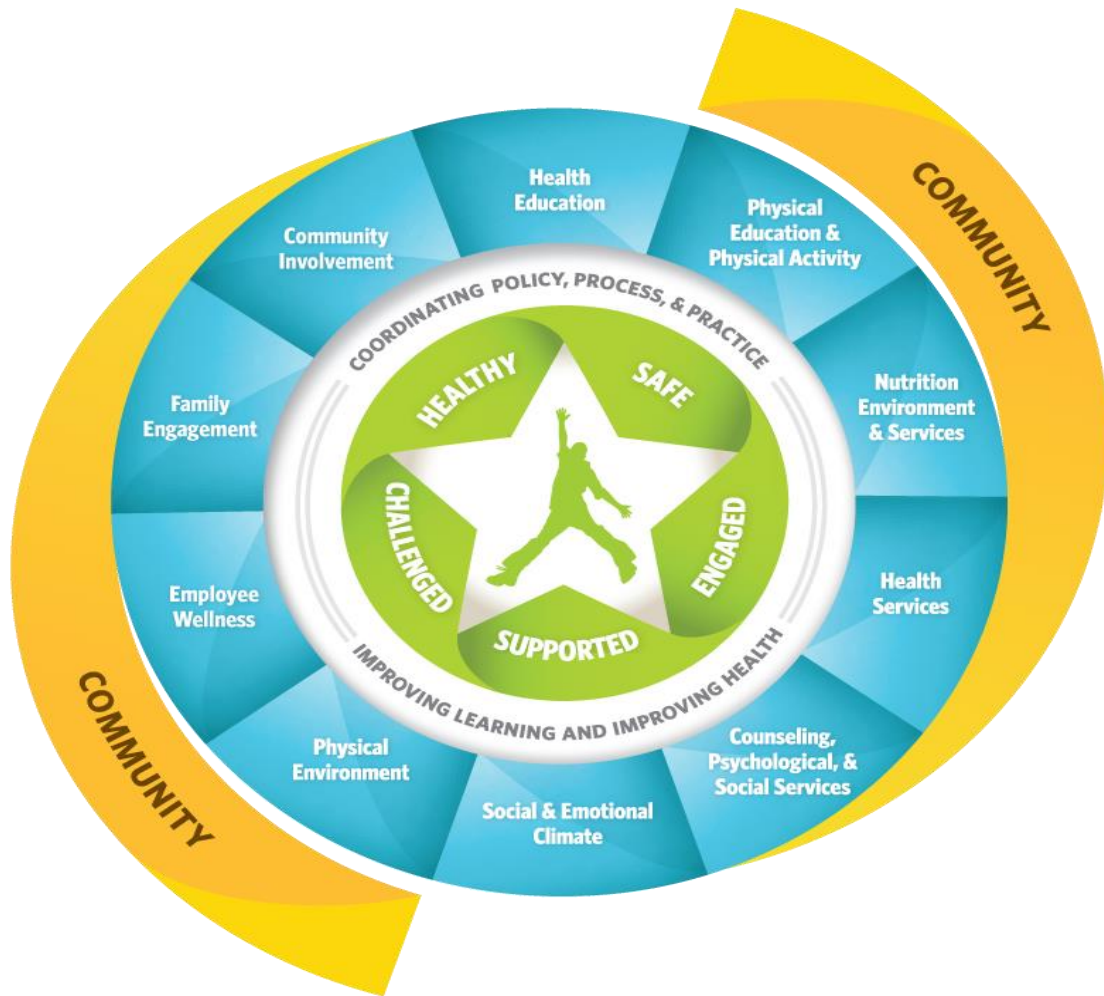 COMMUNITY
Health
Education
Physical
Education &
Physical Activity
Nutrition
Environment
& Services
Health
Services
Counseling,
Psychological, &
Social Services
Social & Emotional
Climate
Physical
Environment
Employee
Wellness
Family
Engagement
Community
Involvement
COORDINATING POLICY, PROCESS, & PRACTICE
IMPROVING LEARNING AND IMPROVING HEALTH
HEALTHY
SAFE
ENGAGED
SUPPORTED
CHALLENGED
COMMUNITY